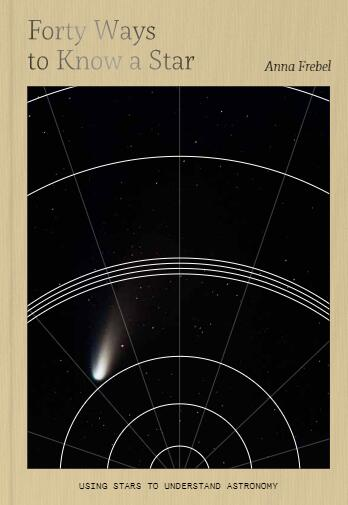 Forty Ways
to Know a Star
Anna Frebel
USING STARS TO UNDERSTAND ASTRONOMY